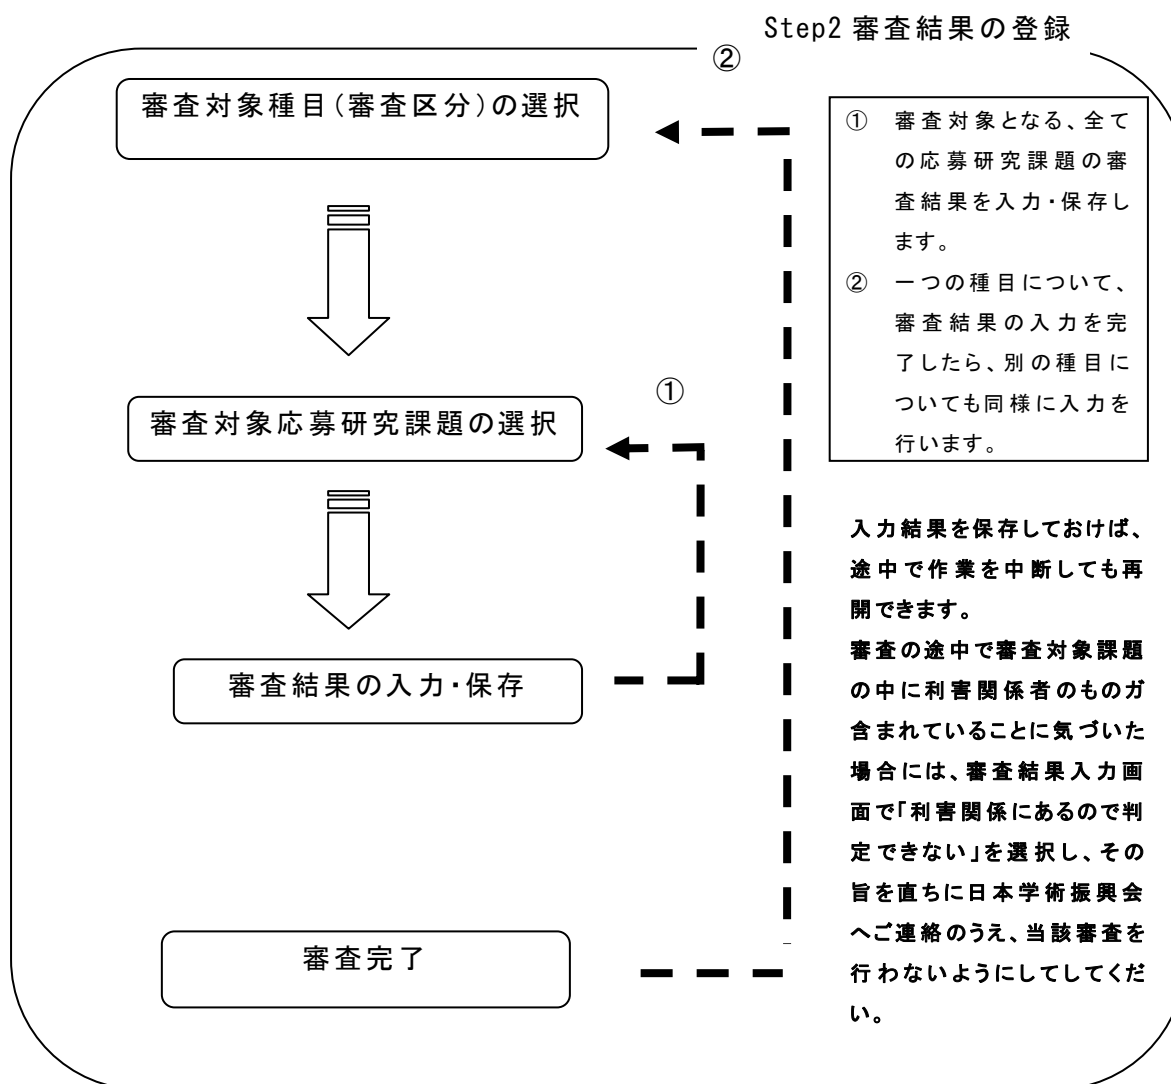 Step2 審査結果の登録
②
審査対象種目(審査区分)の選択
① 審査対象となる、全て
の応募研究課題の審
査結果を入力・保存し
ます。
② 一つの種目について、
審査結果の入力を完
了したら、別の種目に
ついても同様に入力を
行います。
①
審査対象応募研究課題の選択
審査結果の入力・保存
審査完了
入力結果を保存しておけば、
途中で作業を中断しても再
開できます。
審査の途中で審査対象課題
の中に利害関係者のものガ
含まれていることに気づいた
場合には、審査結果入力画
面で「利害関係にあるので判
定できない」を選択し、その
旨を直ちに日本学術振興会
へご連絡のうえ、当該審査を
行わないようにしてしてくだ
い。